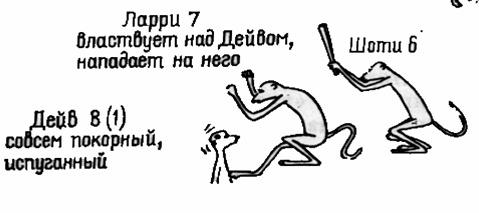 Ларри 7
властвует над Дейвом,
нападает на него
Шоти 6
Дейв 8 (1)
совсем покорный,
испуганный